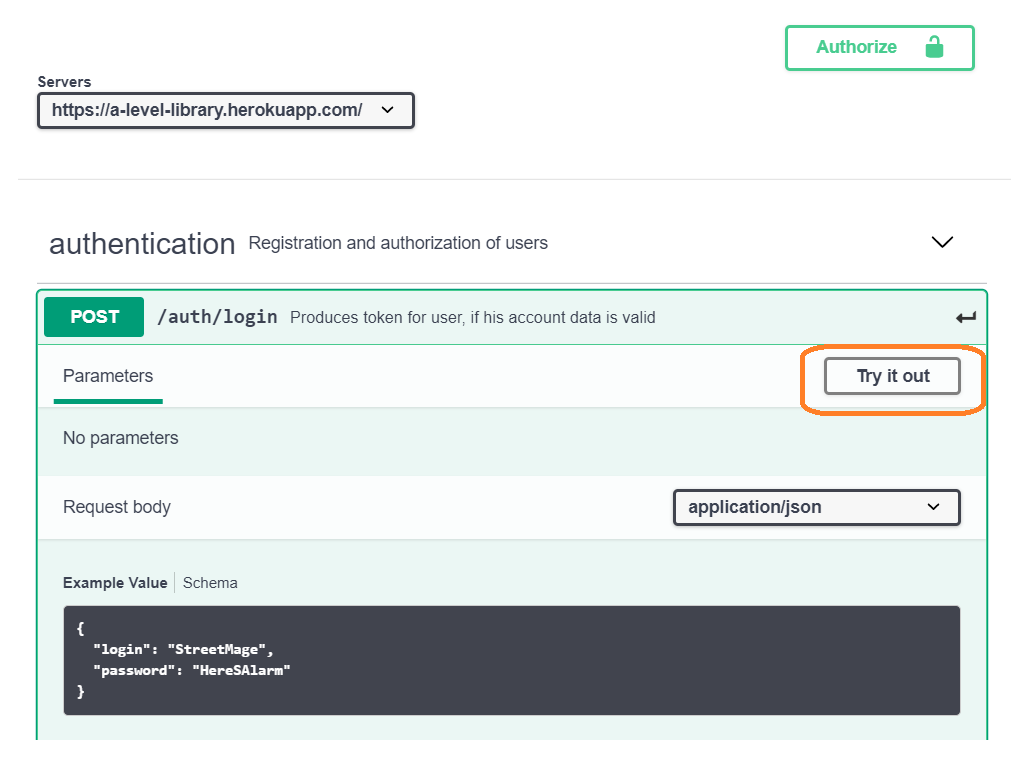 Authorize
Servers
https://a-level-library.herokuapp.com/
authentication Registration and authorization of users
POST /auth/login Produces token for user, if his account data is valid
Parameters Try it out
No parameters
Request body application/json
Example Value Schema
{
"login": "StreetMage",
"password": "HereSAlarm"
}